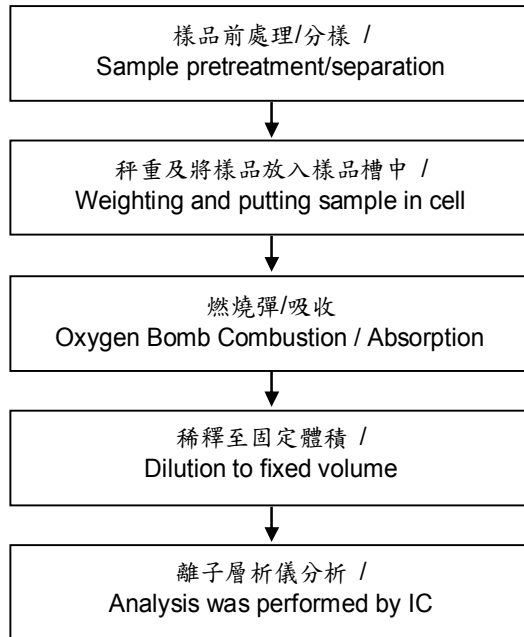 樣品前處理/分樣 /
Sample pretreatment/separation
秤重及將樣品放入樣品槽中 /
Weighting and putting sample in cell
燃燒彈/吸收
Oxygen Bomb Combustion / Absorption
稀釋至固定體積 /
Dilution to fixed volume
離子層析儀分析 /
Analysis was performed by IC